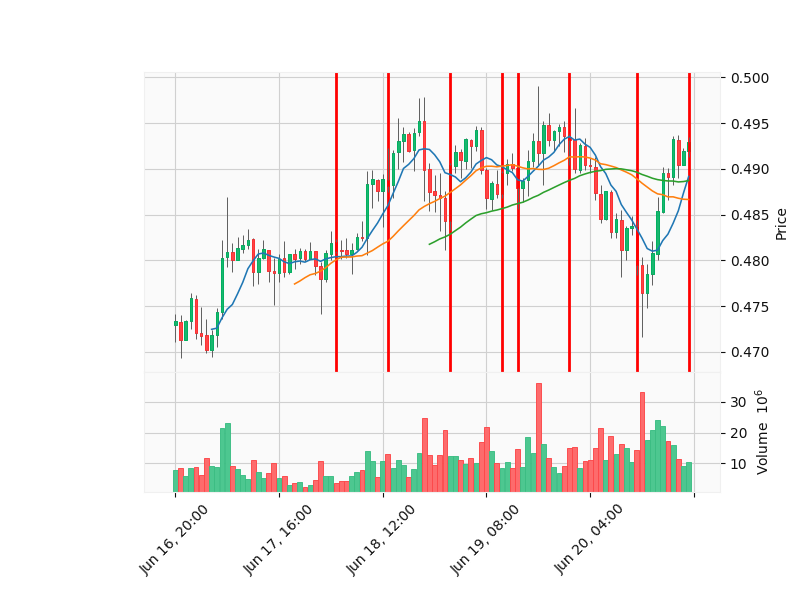 0.500
0.495
0.490
0.485
0.480
0.475
0.470
Price
30
20
10
Volume 10^6
Jun 16, 20:00
Jun 17, 16:00
Jun 18, 12:00
Jun 19, 08:00
Jun 20, 04:00